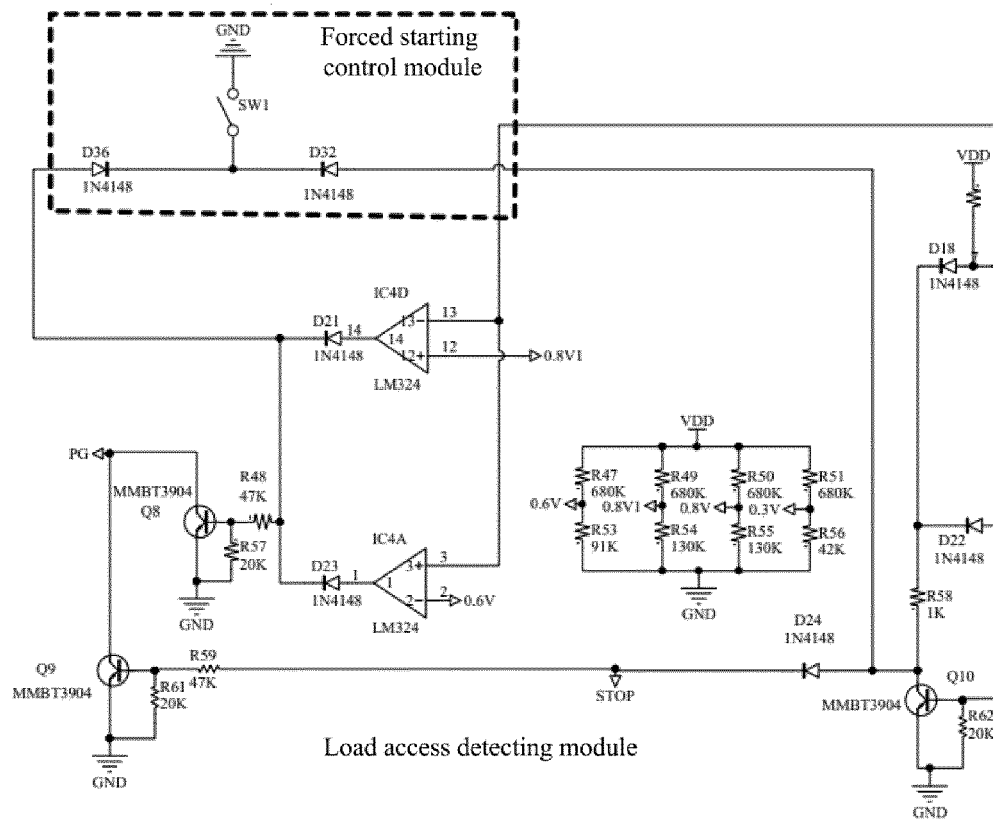 GND
Forced starting
control module
SW1
D36
1N4148
D32
1N4148
VDD
D18
1N4148
IC4D
D21
14
13-
13
1N4148
14
12+
12
0.8V1
LM324
VDD
PG
R48
47K
MMBT3904
Q8
R57
20K
GND
R47
680K
R49
680K
R50
680K
R51
680K
0.6V
0.8V1
0.8V
0.3V
R53
91K
R54
130K
R55
130K
R56
42K
GND
D22
1N4148
IC4A
D23
1
3+
3
1N4148
1
2-
2
0.6V
LM324
R58
1K
D24
1N4148
Q9
MMBT3904
R59
47K
R61
20K
STOP
Q10
MMBT3904
R62
20K
GND
Load access detecting module
GND